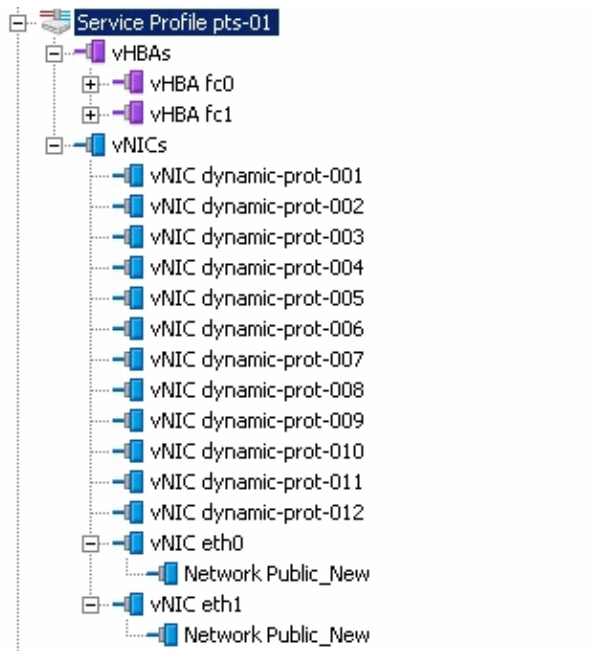 Service Profile pts-01
vHBAs
vHBA fc0
vHBA fc1
vNICs
vNIC dynamic-prot-001
vNIC dynamic-prot-002
vNIC dynamic-prot-003
vNIC dynamic-prot-004
vNIC dynamic-prot-005
vNIC dynamic-prot-006
vNIC dynamic-prot-007
vNIC dynamic-prot-008
vNIC dynamic-prot-009
vNIC dynamic-prot-010
vNIC dynamic-prot-011
vNIC dynamic-prot-012
vNIC eth0
Network Public_New
vNIC eth1
Network Public_New